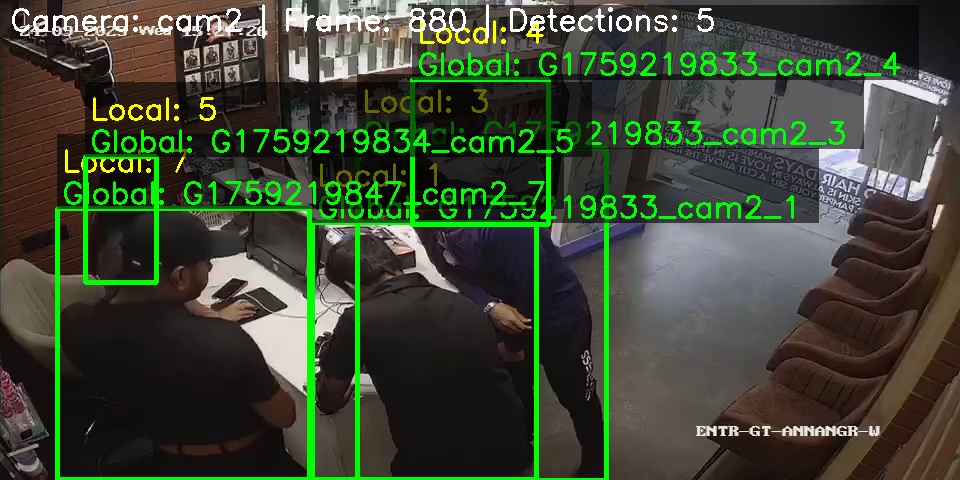 Camera: cam2 | Frame: 880 | Detections: 5
Local: 4
Global: G1759219833_cam2_4
Local: 5
Local: 3
Global: G1759219834_cam2_5
219833_cam2_3
Local: 7
Local: 1
Global: G1759219847_cam2_7
Global: G1759219833_cam2_1
ENTR-GT-ANNANGR-W